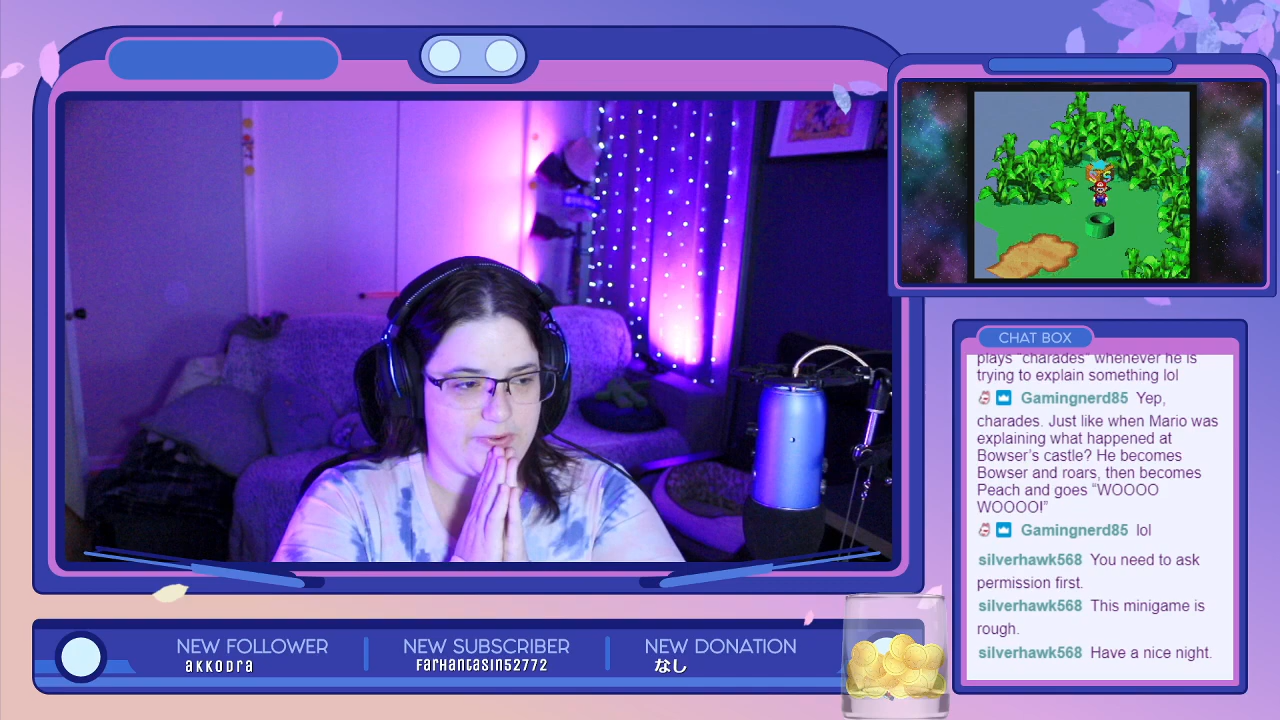 CHAT BOX
plays "charades" whenever he is
trying to explain something lol
Gamingnerd85 Yep,
charades. Just like when Mario was
explaining what happened at
Bowser's castle? He becomes
Bowser and roars, then becomes
Peach and goes "WOOOO
WOOOO!"
Gamingnerd85 lol
silverhawk568 You need to ask
permission first.
silverhawk568 This minigame is
rough.
silverhawk568 Have a nice night.
NEW FOLLOWER
akkodra
NEW SUBSCRIBER
farhantasin52772
NEW DONATION
なし